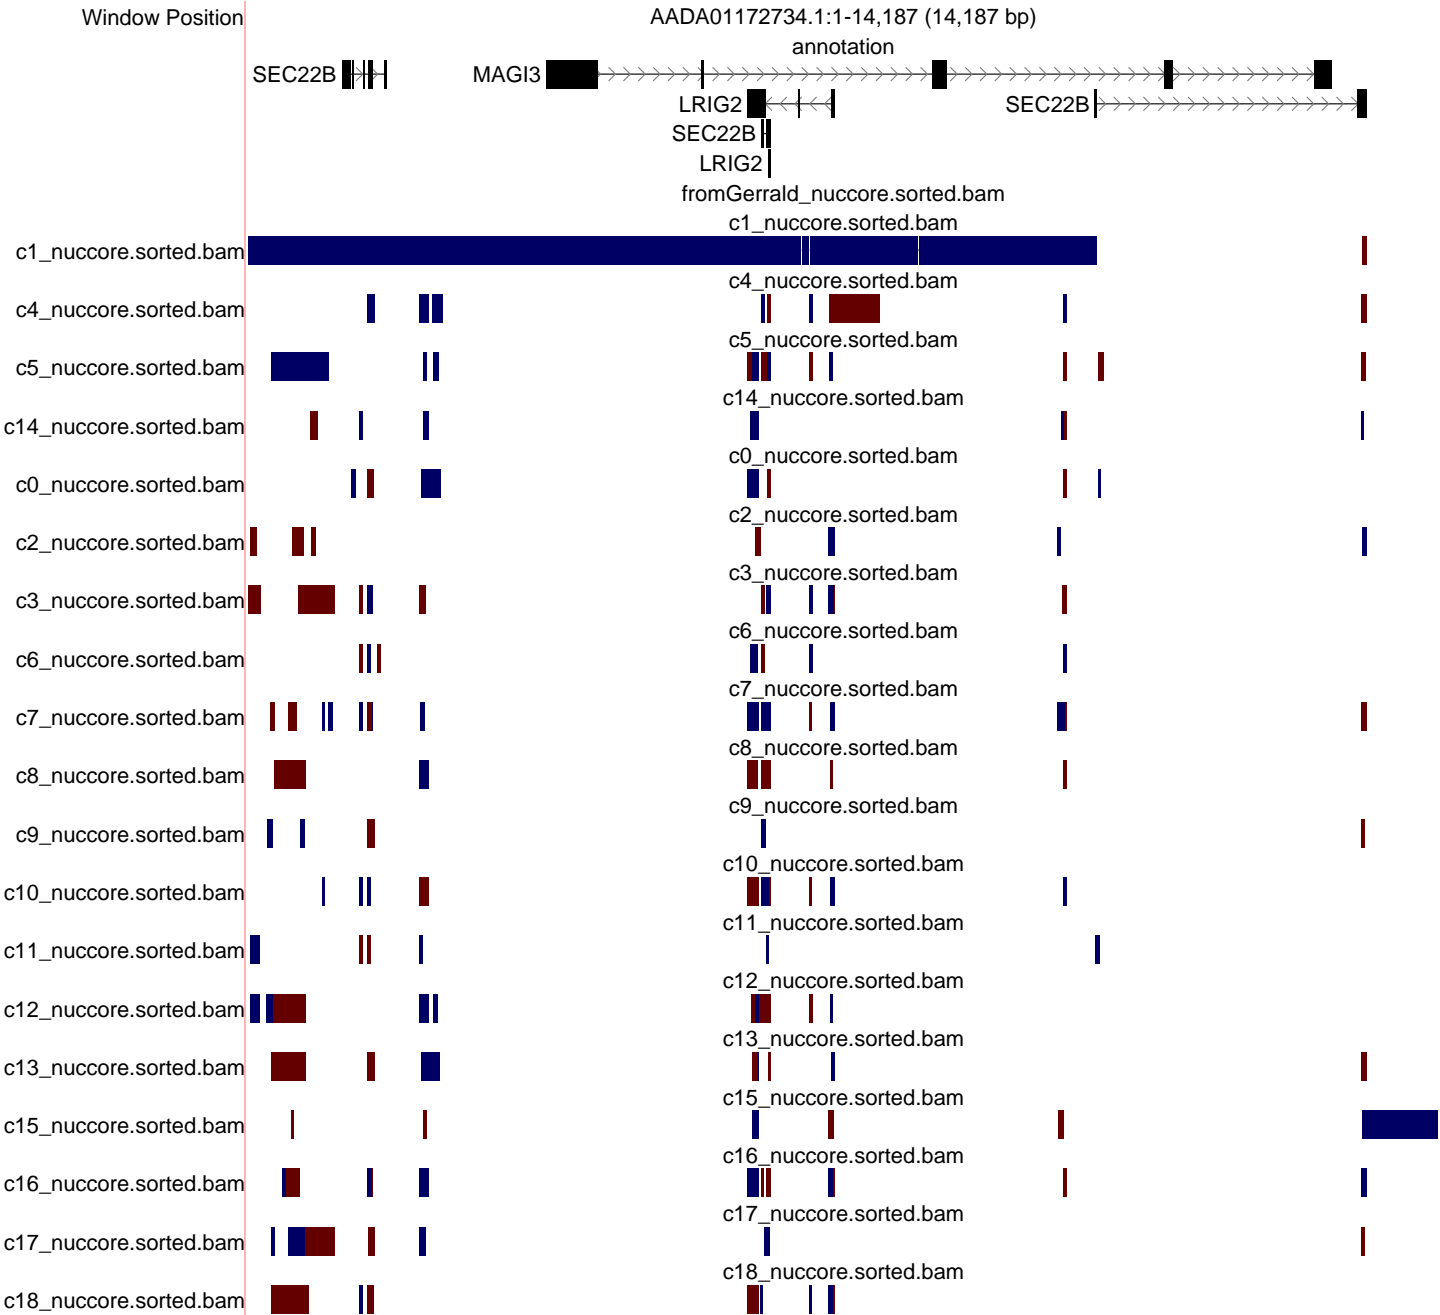 Window Position AADA01172734.1:1-14,187 (14,187 bp)
annotation
SEC22B MAGI3
LRIG2 SEC22B
SEC22B
LRIG2
fromGerrald_nuccore.sorted.bam
c1_nuccore.sorted.bam
c1_nuccore.sorted.bam
c4_nuccore.sorted.bam
c4_nuccore.sorted.bam
c5_nuccore.sorted.bam
c5_nuccore.sorted.bam
c14_nuccore.sorted.bam
c14_nuccore.sorted.bam
c0_nuccore.sorted.bam
c0_nuccore.sorted.bam
c2_nuccore.sorted.bam
c2_nuccore.sorted.bam
c3_nuccore.sorted.bam
c3_nuccore.sorted.bam
c6_nuccore.sorted.bam
c6_nuccore.sorted.bam
c7_nuccore.sorted.bam
c7_nuccore.sorted.bam
c8_nuccore.sorted.bam
c8_nuccore.sorted.bam
c9_nuccore.sorted.bam
c9_nuccore.sorted.bam
c10_nuccore.sorted.bam
c10_nuccore.sorted.bam
c11_nuccore.sorted.bam
c11_nuccore.sorted.bam
c12_nuccore.sorted.bam
c12_nuccore.sorted.bam
c13_nuccore.sorted.bam
c13_nuccore.sorted.bam
c15_nuccore.sorted.bam
c15_nuccore.sorted.bam
c16_nuccore.sorted.bam
c16_nuccore.sorted.bam
c17_nuccore.sorted.bam
c17_nuccore.sorted.bam
c18_nuccore.sorted.bam
c18_nuccore.sorted.bam